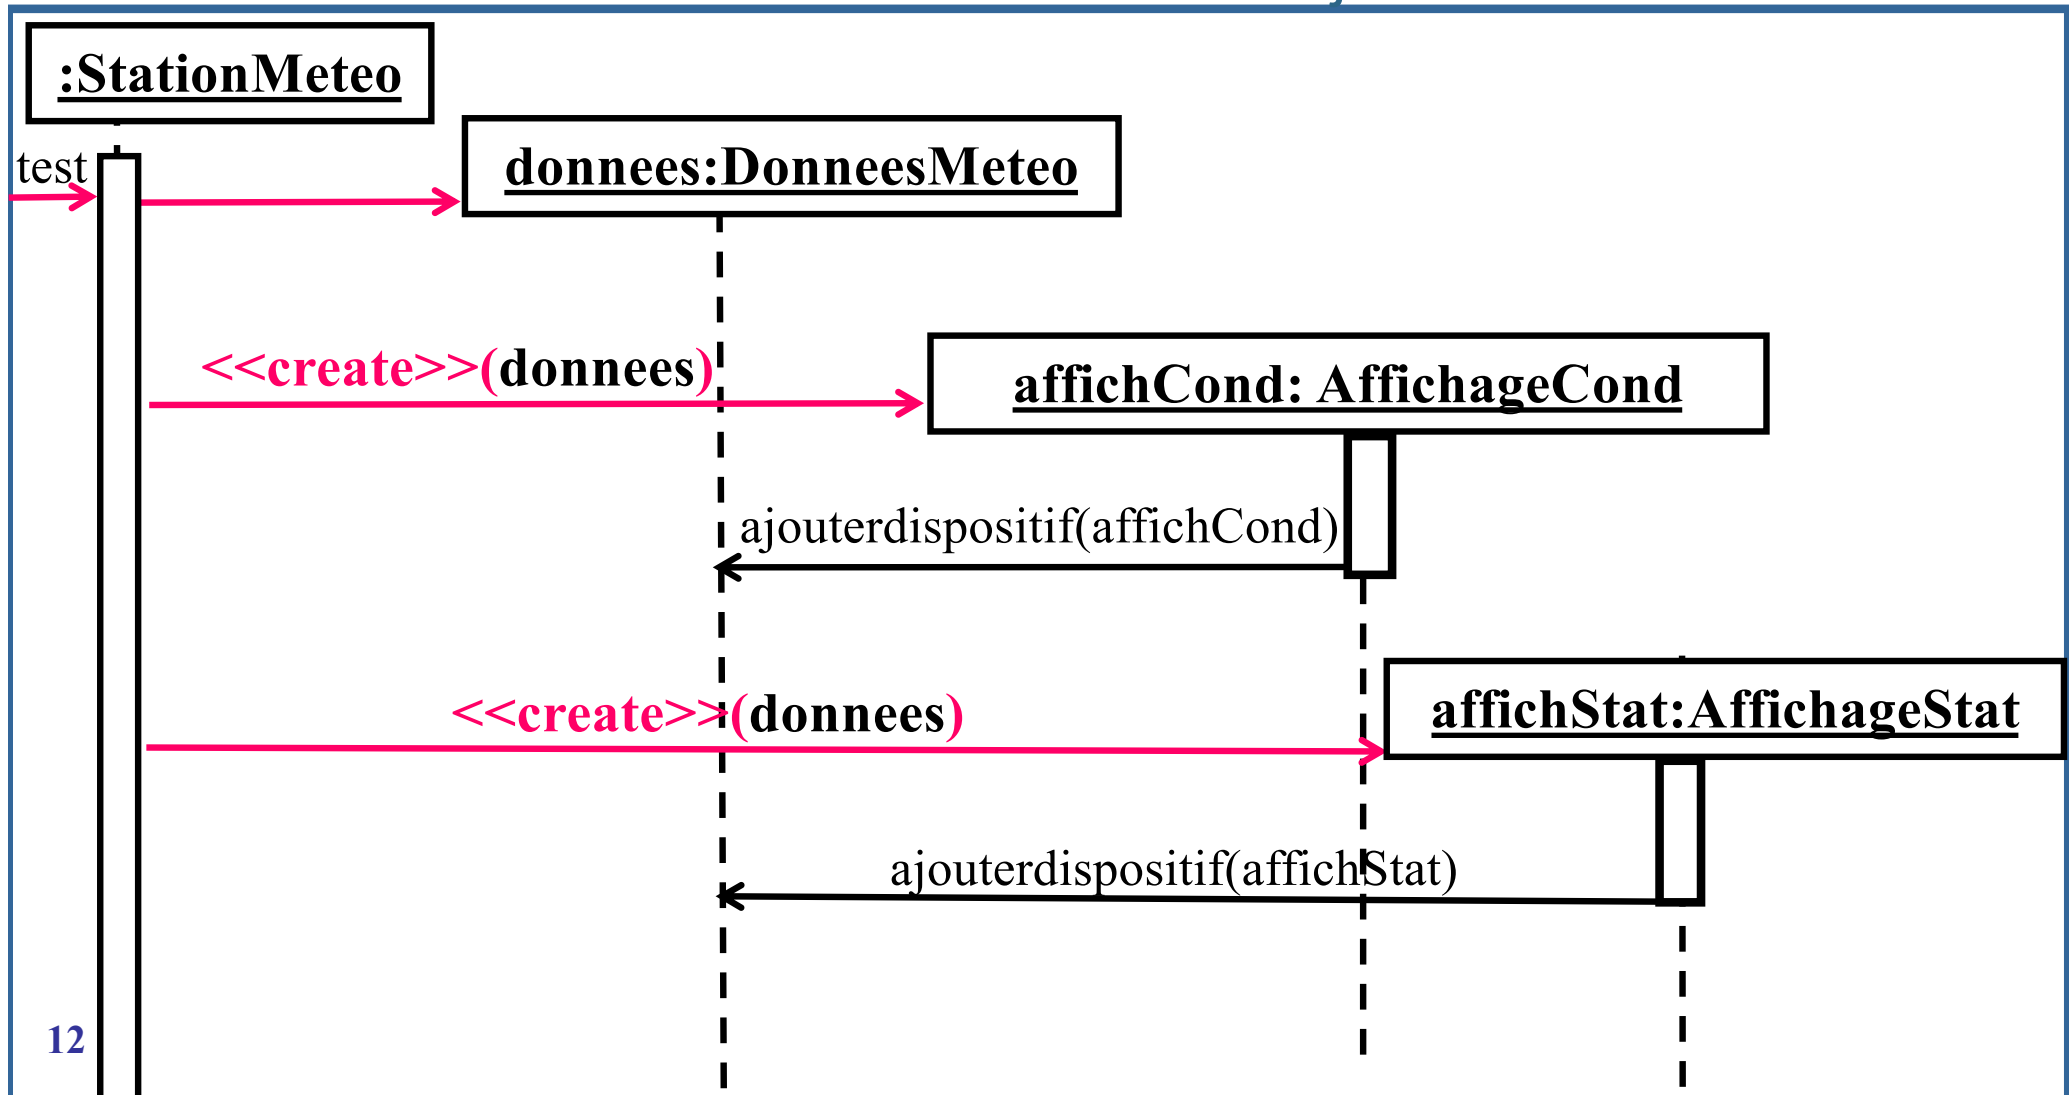 :StationMeteo
test
donnees:DonneesMeteo
<<create>>(donnees)
affichCond: AffichageCond
ajouterdispositif(affichCond)
<<create>>(donnees)
affichStat:AffichageStat
ajouterdispositif(affichStat)
12